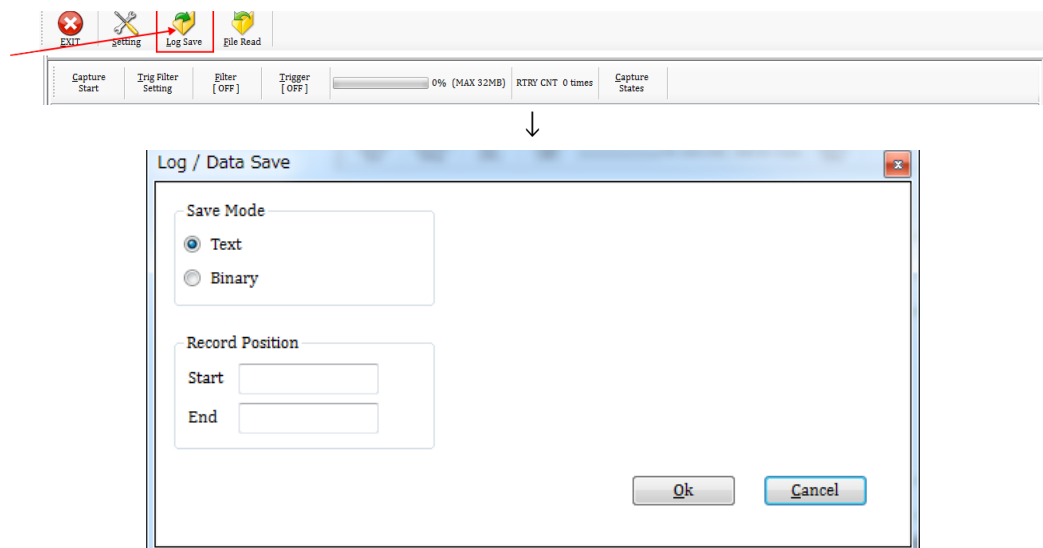 EXIT Setting Log Save File Read
Capture Start Trig Filter Setting Filter [ OFF ] Trigger [ OFF ] 0% (MAX 32MB) RTRY CNT 0 times Capture States
↓
Log / Data Save
Save Mode
Text
Binary
Record Position
Start
End
Ok Cancel